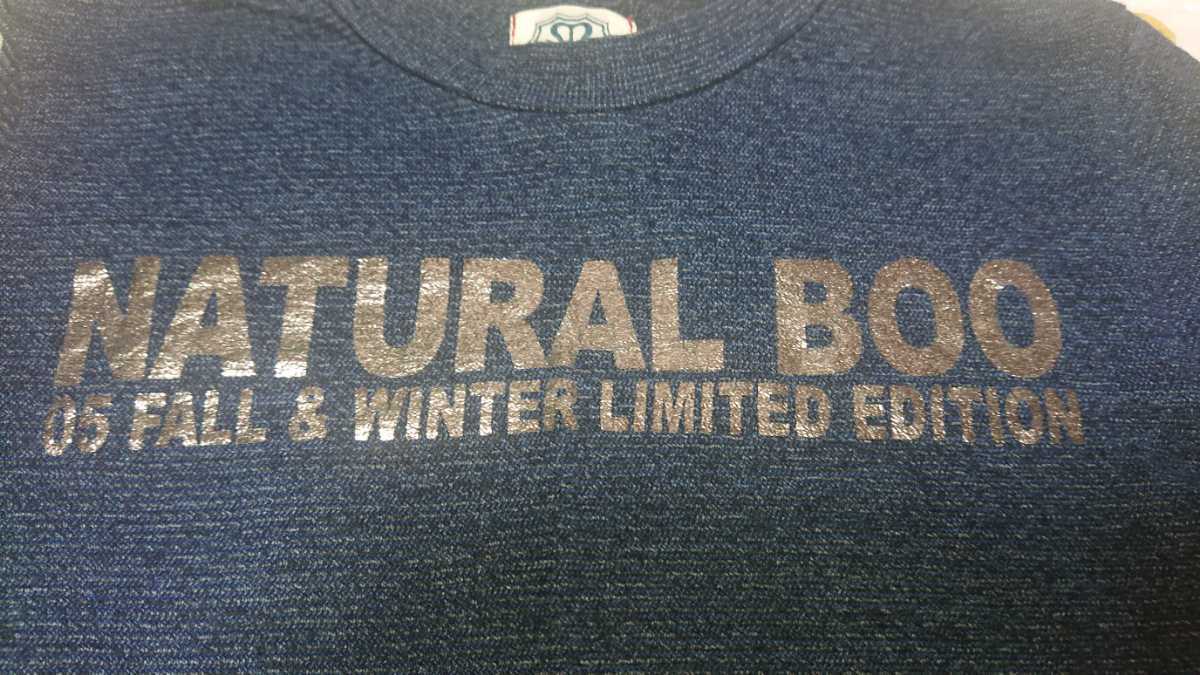 NATURAL BOO
05 FALL & WINTER LIMITED EDITION